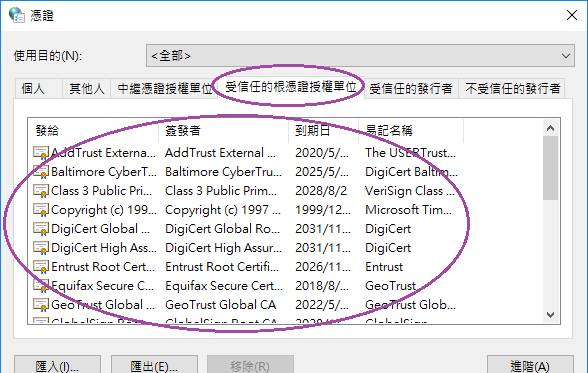 憑證
使用目的(N): <全部>
個人 其他人 中繼憑證授權單位 受信任的根憑證授權單位 受信任的發行者 不受信任的發行者
發給 簽發者 到期日 易記名稱
AddTrust Externa... AddTrust External ... 2020/5/... The USERTrust...
Baltimore CyberT... Baltimore CyberTru... 2025/5/... DigiCert Baltim...
Class 3 Public Pri... Class 3 Public Prim... 2028/8/2 VeriSign Class ...
Copyright (c) 199... Copyright (c) 1997 ... 1999/12... Microsoft Tim...
DigiCert Global ... DigiCert Global Ro... 2031/11... DigiCert
DigiCert High Ass... DigiCert High Assur... 2031/11... DigiCert
Entrust Root Cert... Entrust Root Certifi... 2026/11... Entrust
Equifax Secure C... Equifax Secure Cert... 2018/8/... GeoTrust
GeoTrust Global ... GeoTrust Global CA 2022/5/... GeoTrust Glob...
匯入(I)... 匯出(E)... 移除(R) 進階(A)